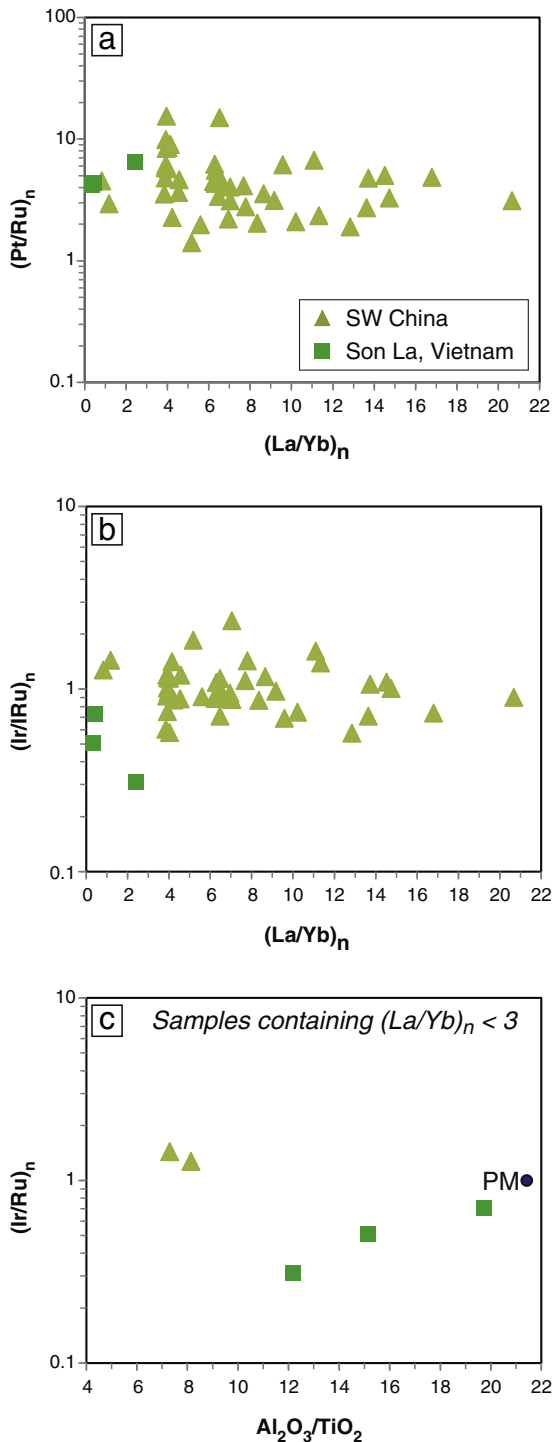 a
100
10
1
0.1
(Pt/Ru)n
SW China
Son La, Vietnam
0 2 4 6 8 10 12 14 16 18 20 22
(La/Yb)n
b
10
1
0.1
(Ir/IRu)n
0 2 4 6 8 10 12 14 16 18 20 22
(La/Yb)n
c Samples containing (La/Yb)n < 3
10
1
0.1
(Ir/Ru)n
PM
4 6 8 10 12 14 16 18 20 22
Al2O3/TiO2